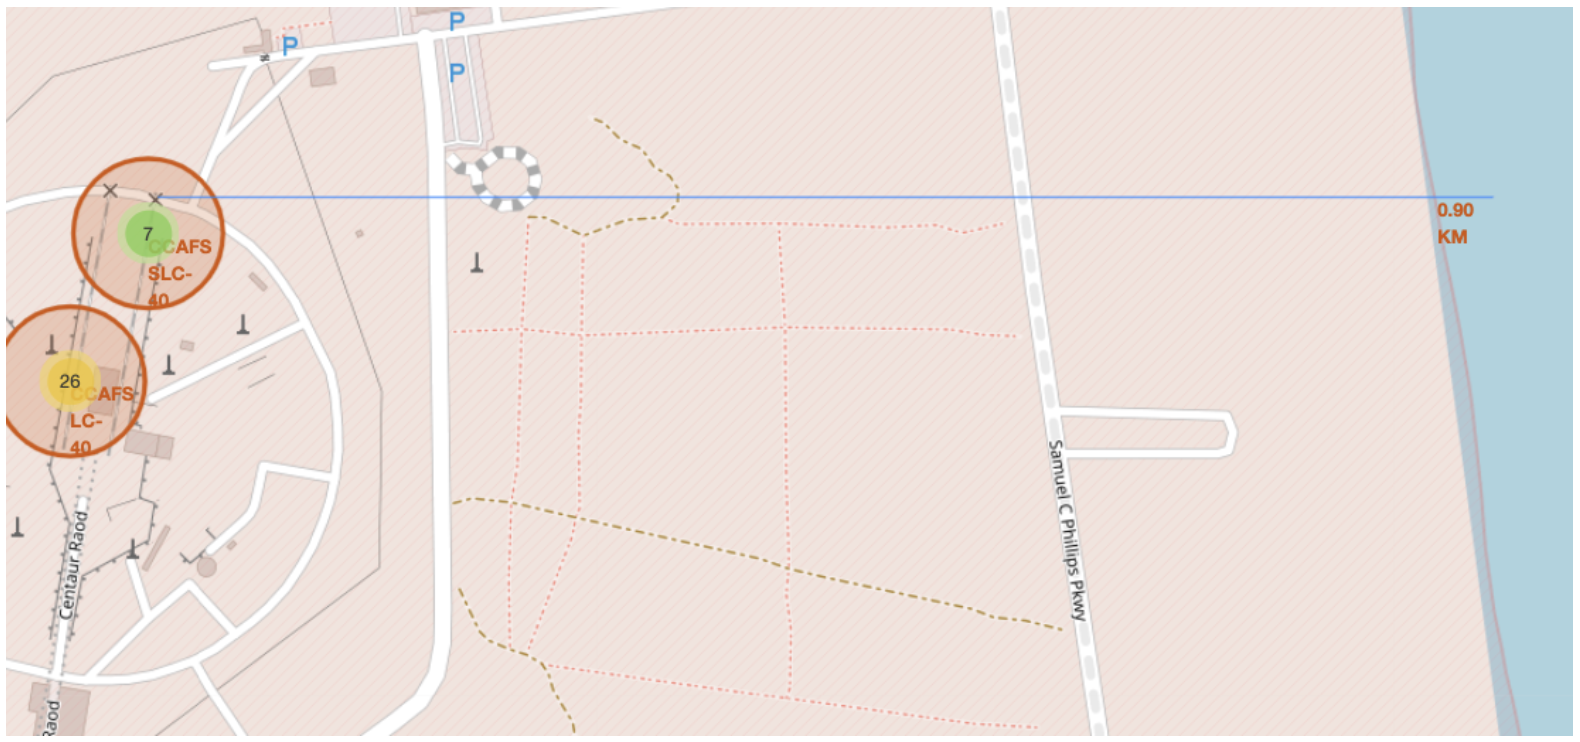 P
P
P
7
CCAFS
SLC-
40
0.90
KM
26
CCAFS
LC-
40
Samuel C Phillips Pkwy
Centaur Raod
Raod